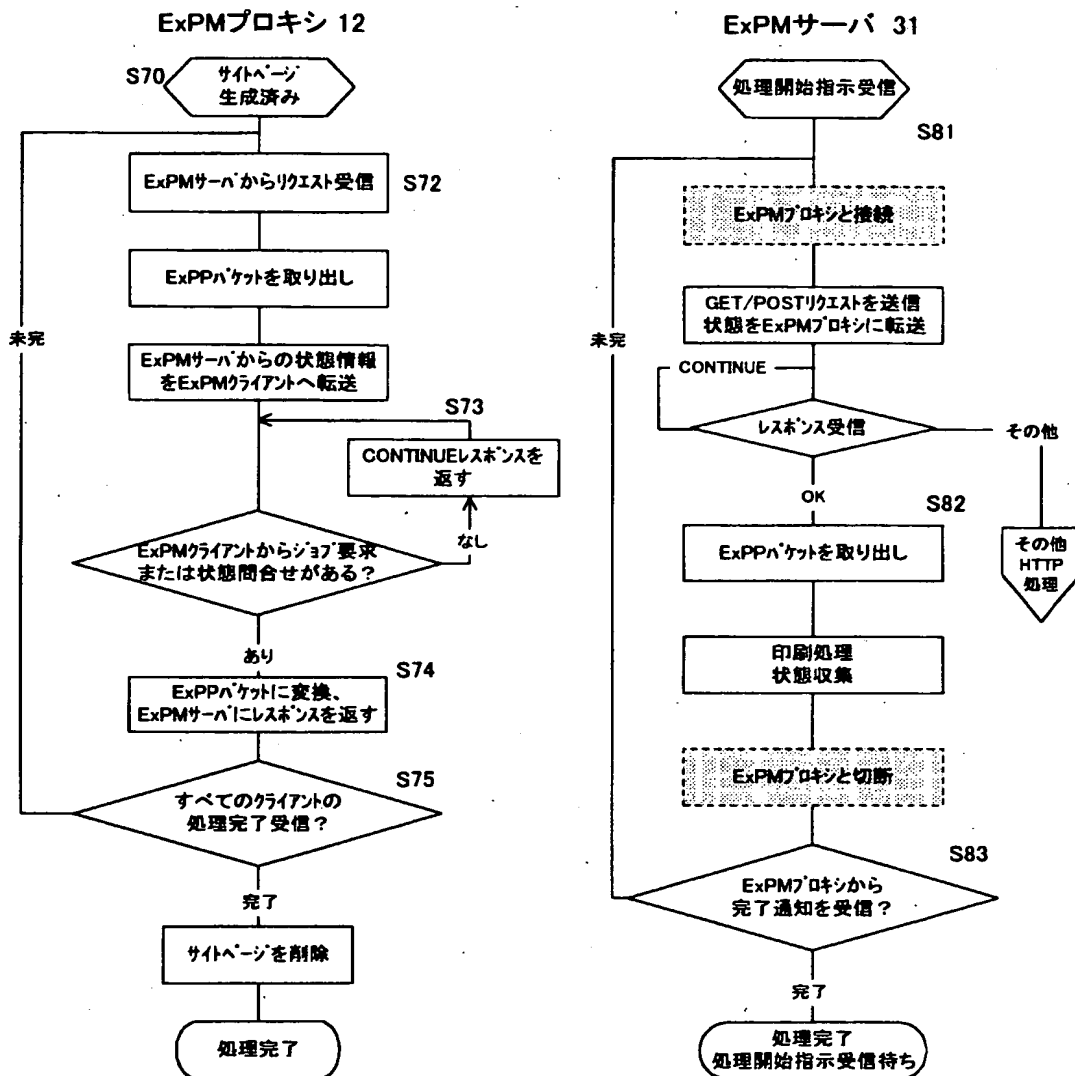 ExPMプロキシ 12
S70
サイトページ
生成済み
ExPMサーバからリクエスト受信
S72
ExPPパケットを取り出し
未完
ExPMサーバからの状態情報
をExPMクライアントへ転送
S73
CONTINUEレスポンスを
返す
なし
ExPMクライアントからジョブ要求
または状態問合せがある?
あり
S74
ExPPパケットに変換、
ExPMサーバにレスポンスを返す
S75
すべてのクライアントの
処理完了受信?
完了
サイトページを削除
処理完了
ExPMサーバ 31
処理開始指示受信
S81
ExPMプロキシと接続
GET/POSTリクエストを送信
状態をExPMプロキシに転送
未完
CONTINUE
レスポンス受信
その他
OK
S82
その他
HTTP
処理
ExPPパケットを取り出し
印刷処理
状態収集
ExPMプロキシと切断
S83
ExPMプロキシから
完了通知を受信?
完了
処理完了
処理開始指示受信待ち